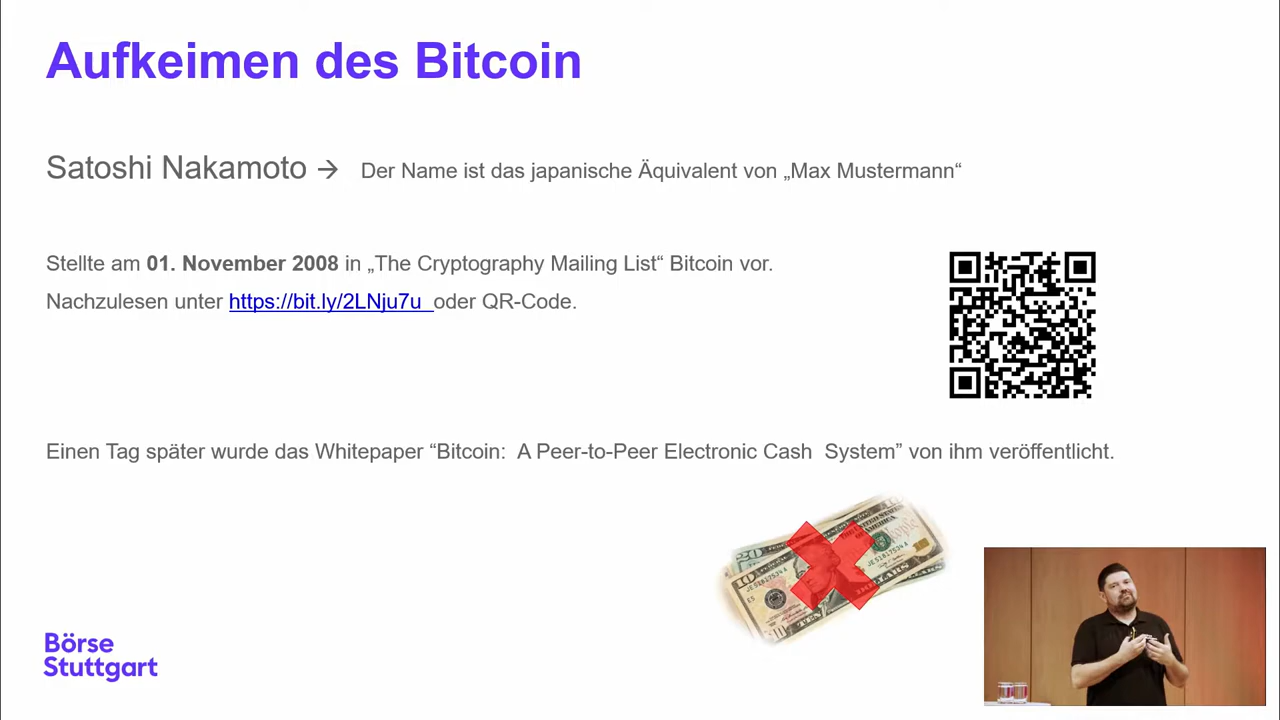 Aufkeimen des Bitcoin
Satoshi Nakamoto → Der Name ist das japanische Äquivalent von „Max Mustermann“
Stellte am 01. November 2008 in „The Cryptography Mailing List“ Bitcoin vor.
Nachzulesen unter https://bit.ly/2LNju7u oder QR-Code.
Einen Tag später wurde das Whitepaper “Bitcoin:  A Peer-to-Peer Electronic Cash  System” von ihm veröffentlicht.
Börse
Stuttgart